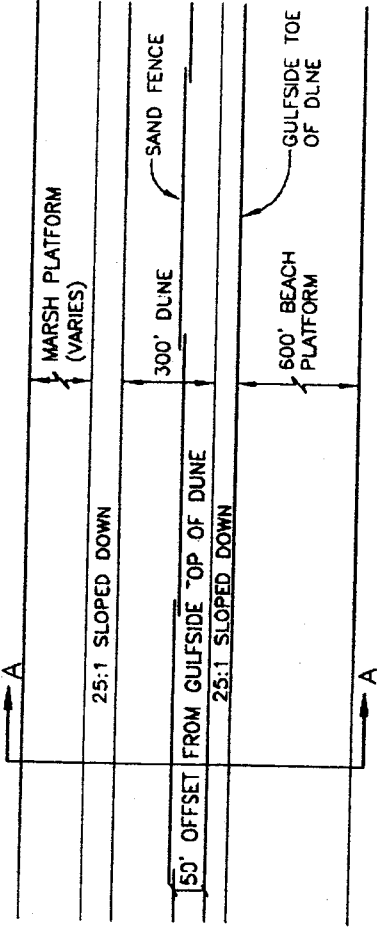 A
A
MARSH PLATFORM
(VARIES)
25:1 SLOPED DOWN
300' DUNE
SAND FENCE
50' OFFSET FROM GULFSIDE TOP OF DUNE
25:1 SLOPED DOWN
600' BEACH
PLATFORM
GULFSIDE TOE
OF DUNE